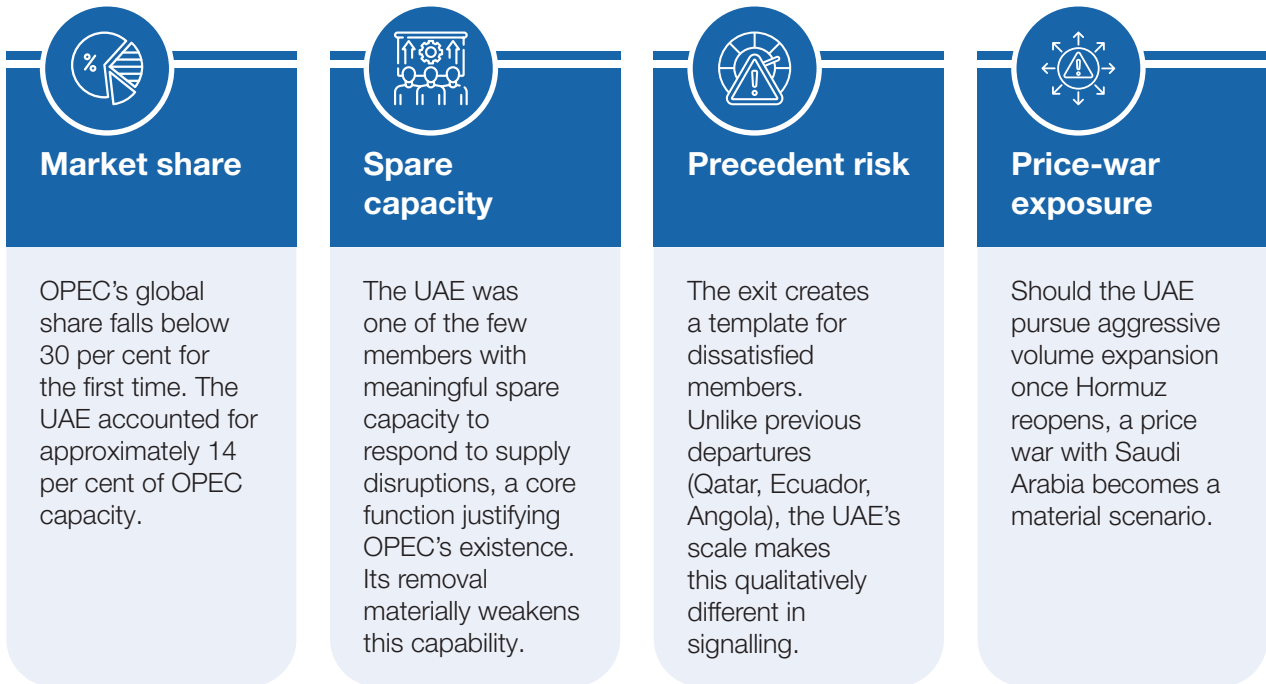 %
Market share
OPEC's global
share falls below
30 per cent for
the first time. The
UAE accounted for
approximately 14
per cent of OPEC
capacity.
Spare
capacity
The UAE was
one of the few
members with
meaningful spare
capacity to
respond to supply
disruptions, a core
function justifying
OPEC's existence.
Its removal
materially weakens
this capability.
Precedent risk
The exit creates
a template for
dissatisfied
members.
Unlike previous
departures
(Qatar, Ecuador,
Angola), the UAE's
scale makes
this qualitatively
different in
signalling.
Price-war
exposure
Should the UAE
pursue aggressive
volume expansion
once Hormuz
reopens, a price
war with Saudi
Arabia becomes a
material scenario.